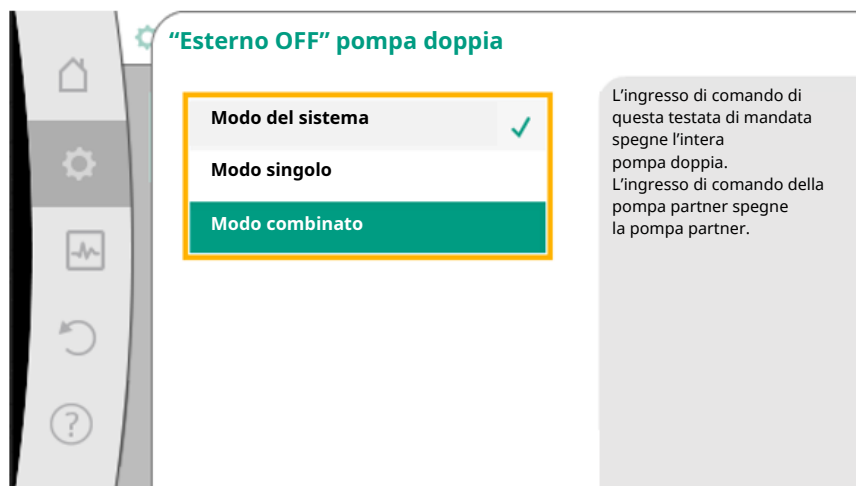 “Esterno OFF” pompa doppia
Modo del sistema
Modo singolo
Modo combinato
L’ingresso di comando di
questa testata di mandata
spegne l’intera
pompa doppia.
L’ingresso di comando della
pompa partner spegne
la pompa partner.
?